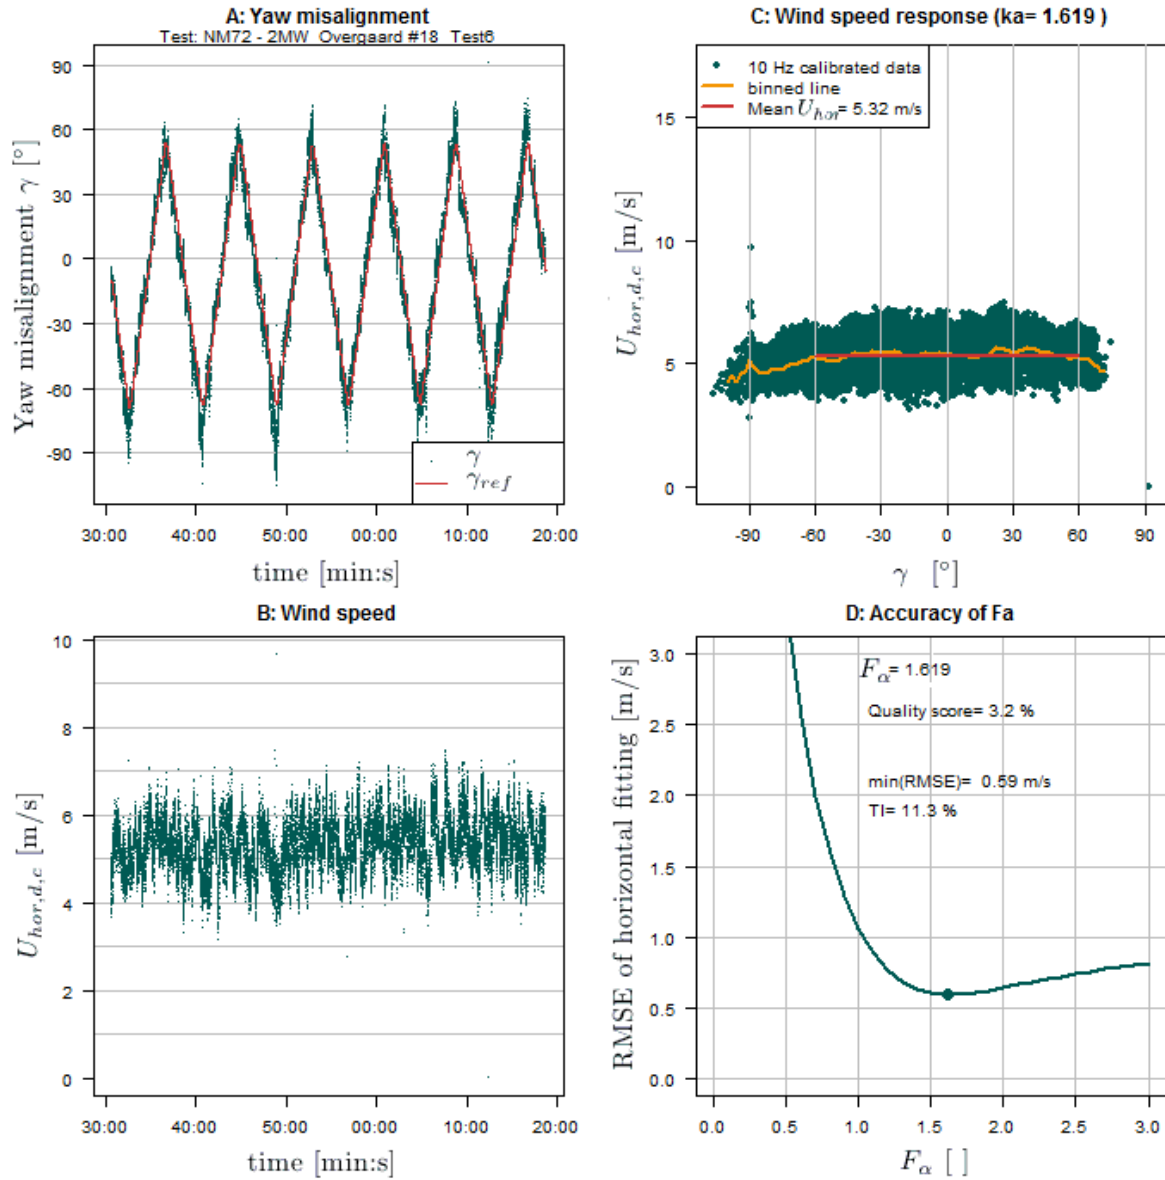 A: Yaw misalignment
Test: NM72 - 2MW Overgaard #18 Test6
Yaw misalignment γ [°]
90
60
30
0
-30
-60
-90
γ
γref
30:00 40:00 50:00 00:00 10:00 20:00
time [min:s]
C: Wind speed response (ka= 1.619 )
10 Hz calibrated data
binned line
Mean Uhor= 5.32 m/s
Uhor,d,c [m/s]
15
10
5
0
-90 -60 -30 0 30 60 90
γ [°]
B: Wind speed
Uhor,d,c [m/s]
10
8
6
4
2
0
30:00 40:00 50:00 00:00 10:00 20:00
time [min:s]
D: Accuracy of Fa
RMSE of horizontal fitting [m/s]
3.0
2.5
2.0
1.5
1.0
0.5
0.0
Fα= 1.619
Quality score= 3.2 %
min(RMSE)= 0.59 m/s
TI= 11.3 %
0.0 0.5 1.0 1.5 2.0 2.5 3.0
Fα [ ]